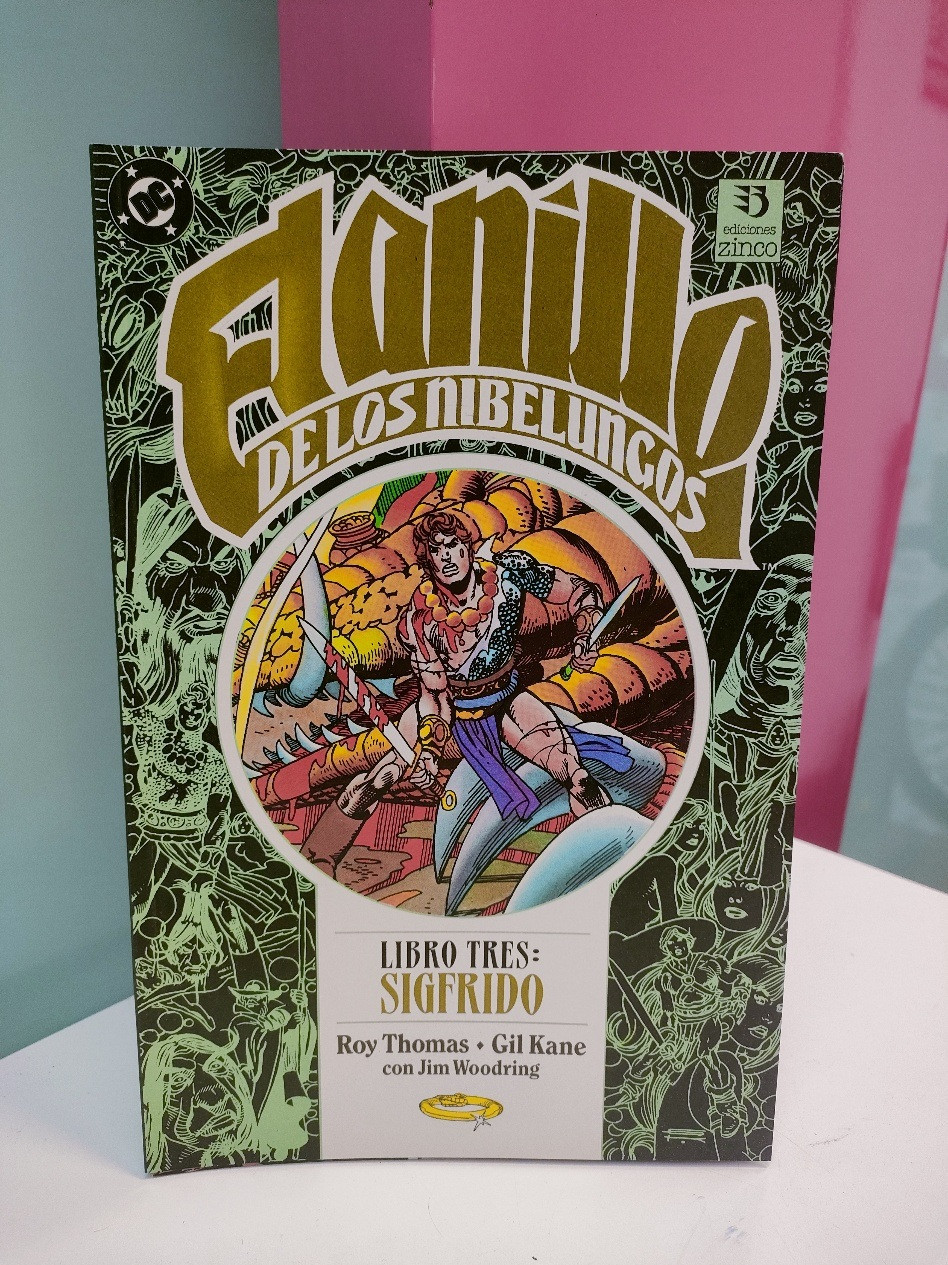 DC
ediciones
zinco
El anillo
DE LOS NIBELUNGOS
TM
LIBRO TRES:
SIGFRIDO
Roy Thomas • Gil Kane
con Jim Woodring